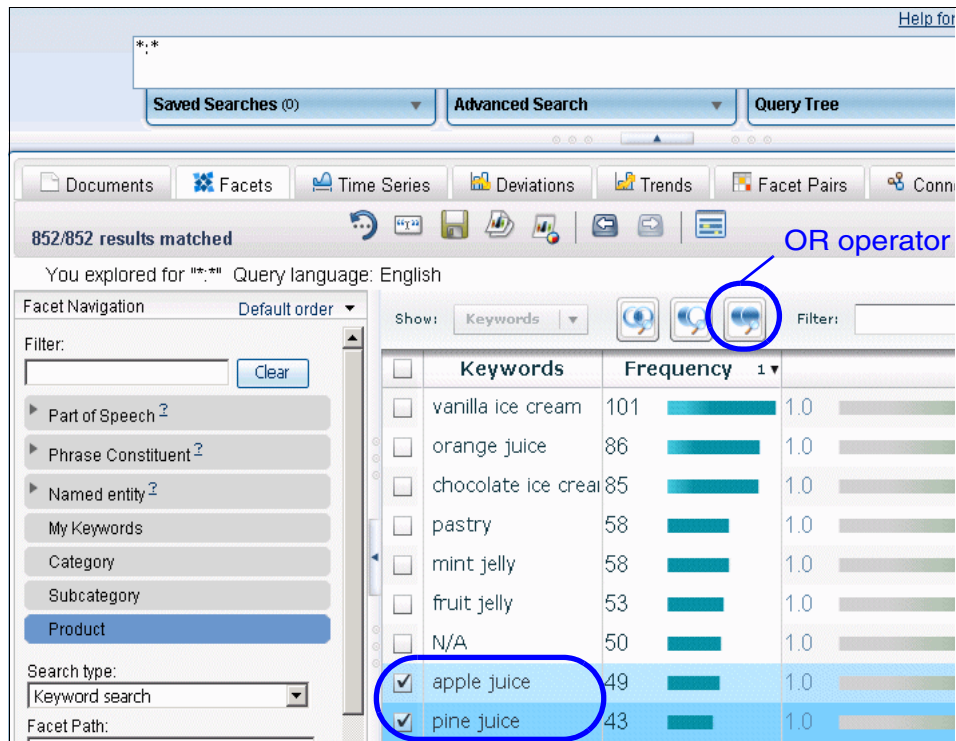 Help for
*:*
Saved Searches (0) Advanced Search Query Tree
Documents Facets Time Series Deviations Trends Facet Pairs Conn
852/852 results matched
OR operator
You explored for "*:*" Query language: English
Facet Navigation Default order
Show: Keywords Filter:
Filter:
Clear
Keywords Frequency 1
Part of Speech ?
Phrase Constituent ?
Named entity ?
My Keywords
Category
Subcategory
Product
Search type:
Keyword search
Facet Path:
vanilla ice cream 101 1.0
orange juice 86 1.0
chocolate ice crea 85 1.0
pastry 58 1.0
mint jelly 58 1.0
fruit jelly 53 1.0
N/A 50 1.0
apple juice 49 1.0
pine juice 43 1.0